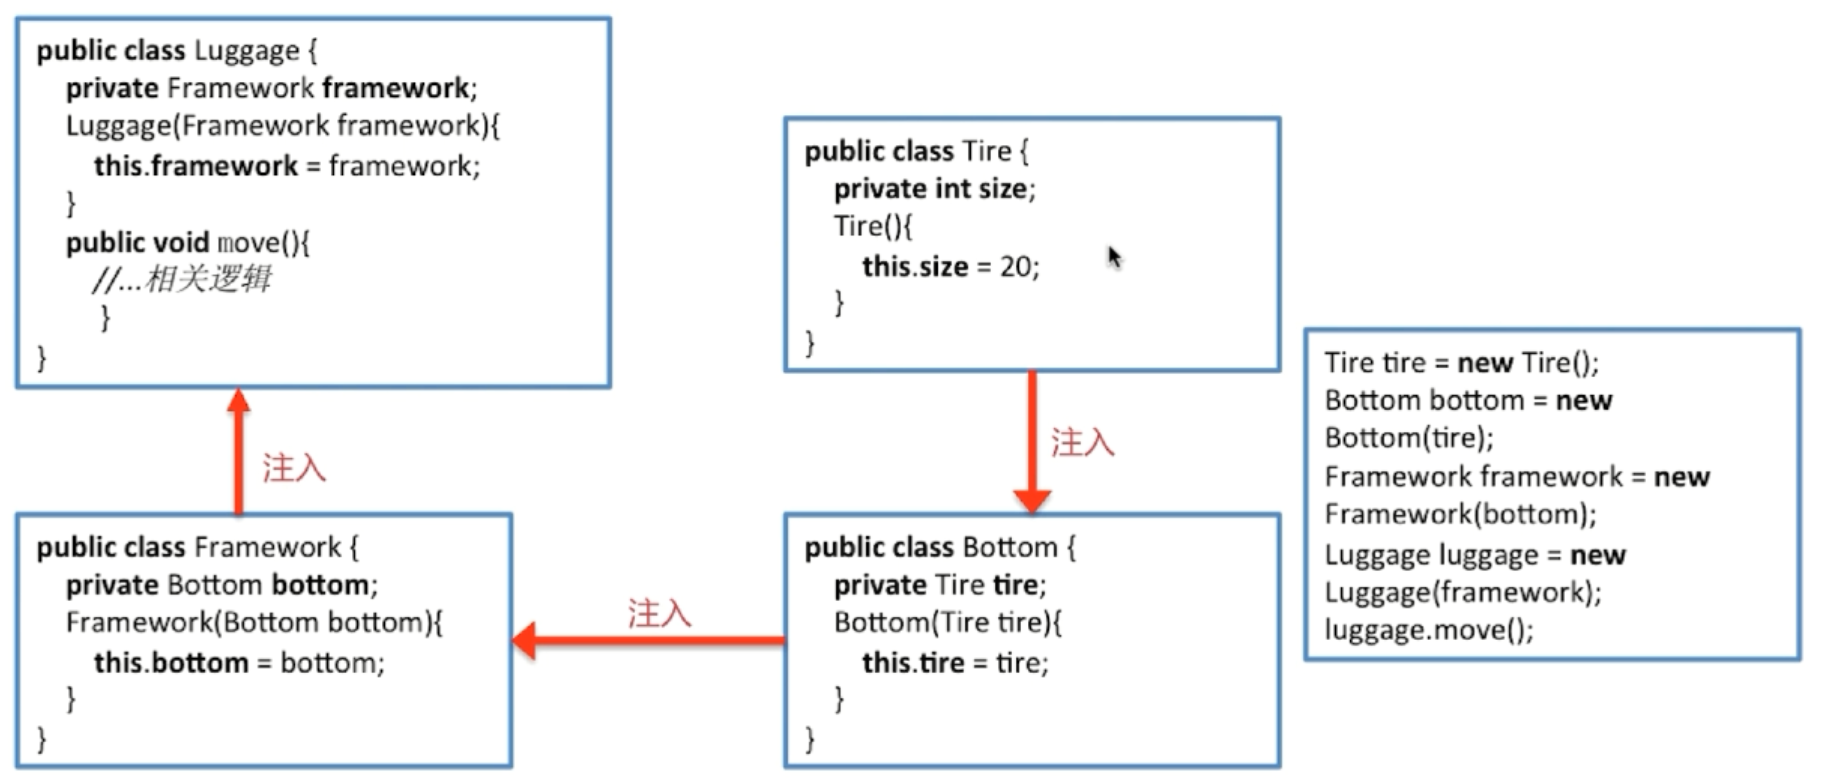 public class Luggage {
private Framework framework;
Luggage(Framework framework){
this.framework = framework;
}
public void move(){
//...相关逻辑
}
}
注入
public class Framework {
private Bottom bottom;
Framework(Bottom bottom){
this.bottom = bottom;
}
}
注入
public class Tire {
private int size;
Tire(){
this.size = 20;
}
}
注入
public class Bottom {
private Tire tire;
Bottom(Tire tire){
this.tire = tire;
}
}
Tire tire = new Tire();
Bottom bottom = new
Bottom(tire);
Framework framework = new
Framework(bottom);
Luggage luggage = new
Luggage(framework);
luggage.move();